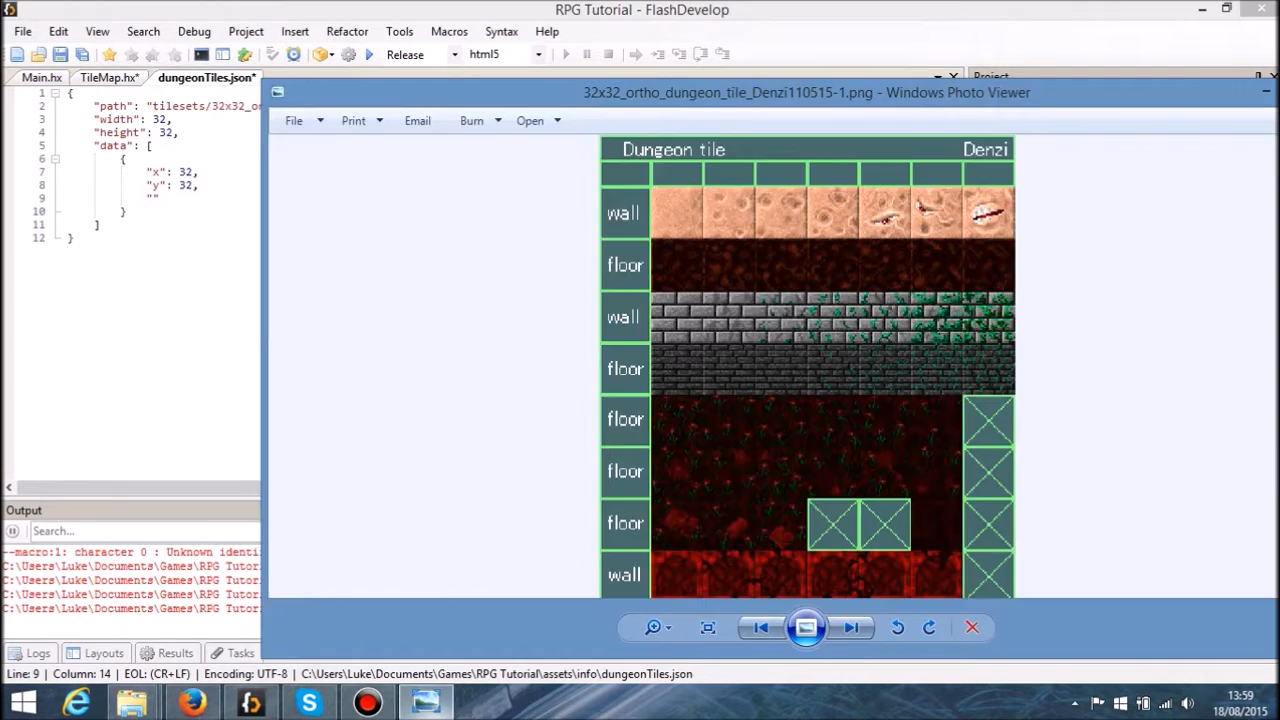 RPG Tutorial - FlashDevelop
File Edit View Search Debug Project Insert Refactor Tools Macros Syntax Help
Release html5
Main.hx TileMap.hx* dungeonTiles.json* Project
32x32_ortho_dungeon_tile_Denzi110515-1.png - Windows Photo Viewer
File Print Email Burn Open
1 {
2 "path": "tilesets/32x32_or
3 "width": 32,
4 "height": 32,
5 "data": [
6 {
7 "x": 32,
8 "y": 32,
9 ""
10 }
11 ]
12 }
Dungeon tile Denzi
wall
floor
wall
floor
floor
floor
floor
wall
Output
Search...
--macro:1: character 0 : Unknown identi
C:\Users\Luke\Documents\Games\RPG Tutor
C:\Users\Luke\Documents\Games\RPG Tutor
C:\Users\Luke\Documents\Games\RPG Tutor
C:\Users\Luke\Documents\Games\RPG Tutor
Logs Layouts Results Tasks
Line: 9 | Column: 14 | EOL: (CR+LF) | Encoding: UTF-8 | C:\Users\Luke\Documents\Games\RPG Tutorial\assets\info\dungeonTiles.json
13:59
18/08/2015